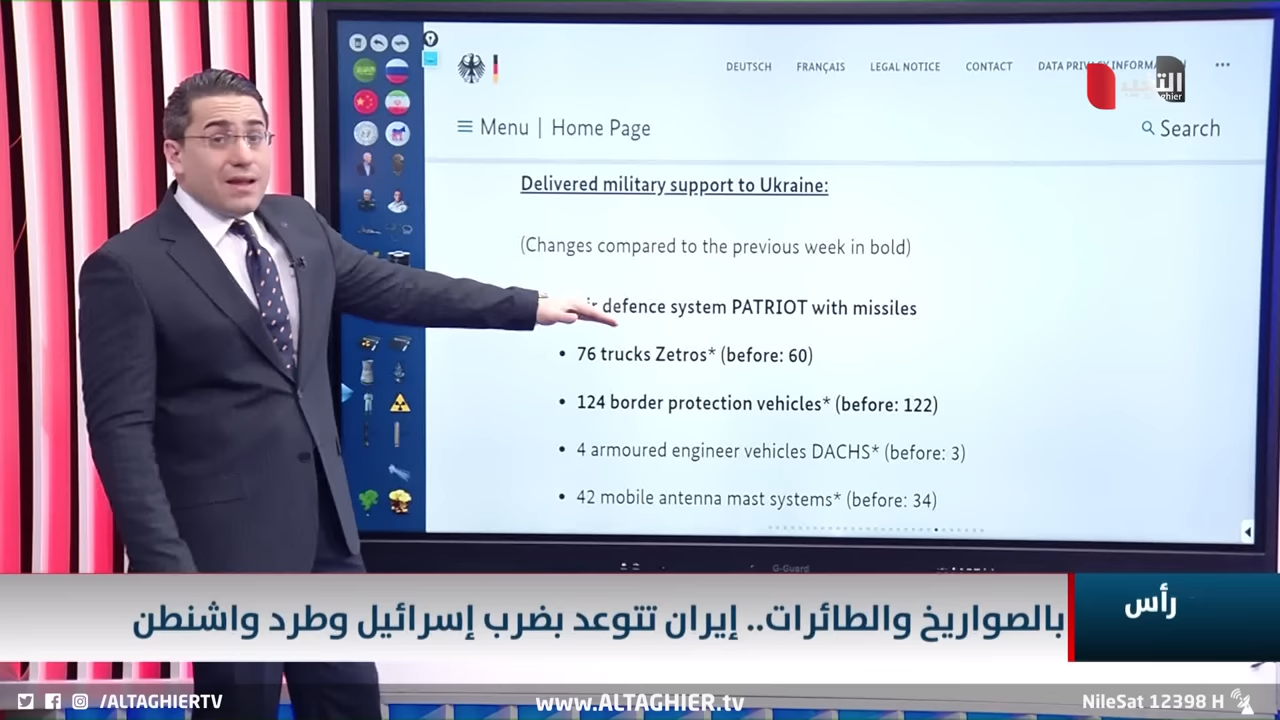 DEUTSCH FRANÇAIS LEGAL NOTICE CONTACT DATA PRIVACY
Menu | Home Page
Search
Delivered military support to Ukraine:
(Changes compared to the previous week in bold)
defence system PATRIOT with missiles
• 76 trucks Zetros* (before: 60)
• 124 border protection vehicles* (before: 122)
• 4 armoured engineer vehicles DACHS* (before: 3)
• 42 mobile antenna mast systems* (before: 34)
G-Guard
رأس
بالصواريخ والطائرات.. إيران تتوعد بضرب إسرائيل وطرد واشنطن
/ALTAGHIERTV
www.ALTAGHIER.tv
NileSat 12398 H